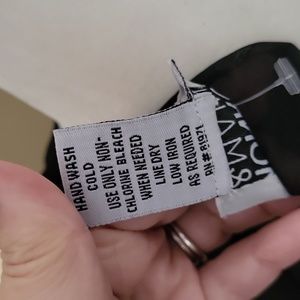 HAND WASH
COLD
USE ONLY NON-
CHLORINE BLEACH
WHEN NEEDED
LINE DRY
LOW IRON
AS REQUIRED
RN# 81971